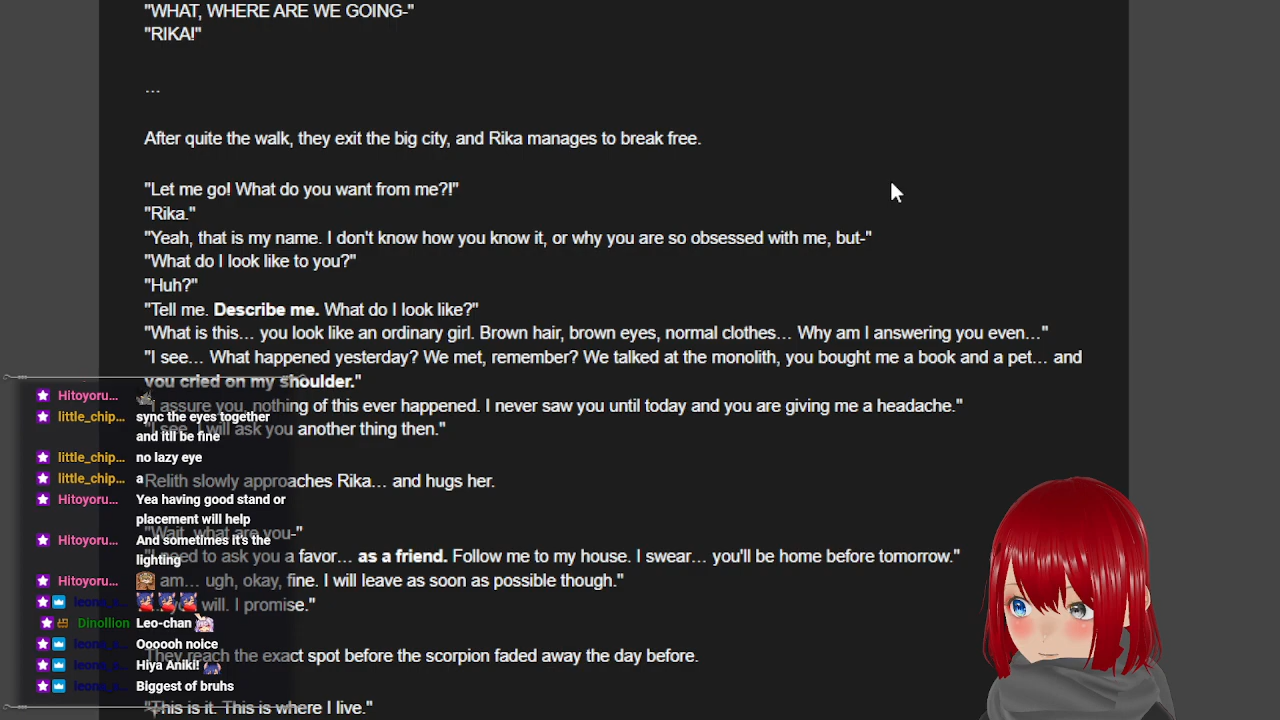 "WHAT, WHERE ARE WE GOING-"
"RIKA!"
...
After quite the walk, they exit the big city, and Rika manages to break free.
"Let me go! What do you want from me?!"
"Rika."
"Yeah, that is my name. I don't know how you know it, or why you are so obsessed with me, but-"
"What do I look like to you?"
"Huh?"
"Tell me. Describe me. What do I look like?"
"What is this... you look like an ordinary girl. Brown hair, brown eyes, normal clothes... Why am I answering you even..."
"I see... What happened yesterday? We met, remember? We talked at the monolith, you bought me a book and a pet... and
you cried on my shoulder."
"I assure you, nothing of this ever happened. I never saw you until today and you are giving me a headache."
"I see. I will ask you another thing then."
Relith slowly approaches Rika... and hugs her.
"Wait, what are you-"
"I need to ask you a favor... as a friend. Follow me to my house. I swear... you'll be home before tomorrow."
am... ugh, okay, fine. I will leave as soon as possible though."
will. I promise."
They reach the exact spot before the scorpion faded away the day before.
"This is it. This is where I live."
Hitoyoru...
little_chip... sync the eyes together
and itll be fine
little_chip... no lazy eye
little_chip... a
Hitoyoru... Yea having good stand or
placement will help
Hitoyoru... And sometimes it's the
lighting
Hitoyoru...
Dinollion Leo-chan
Oooooh noice
Hiya Aniki!
Biggest of bruhs